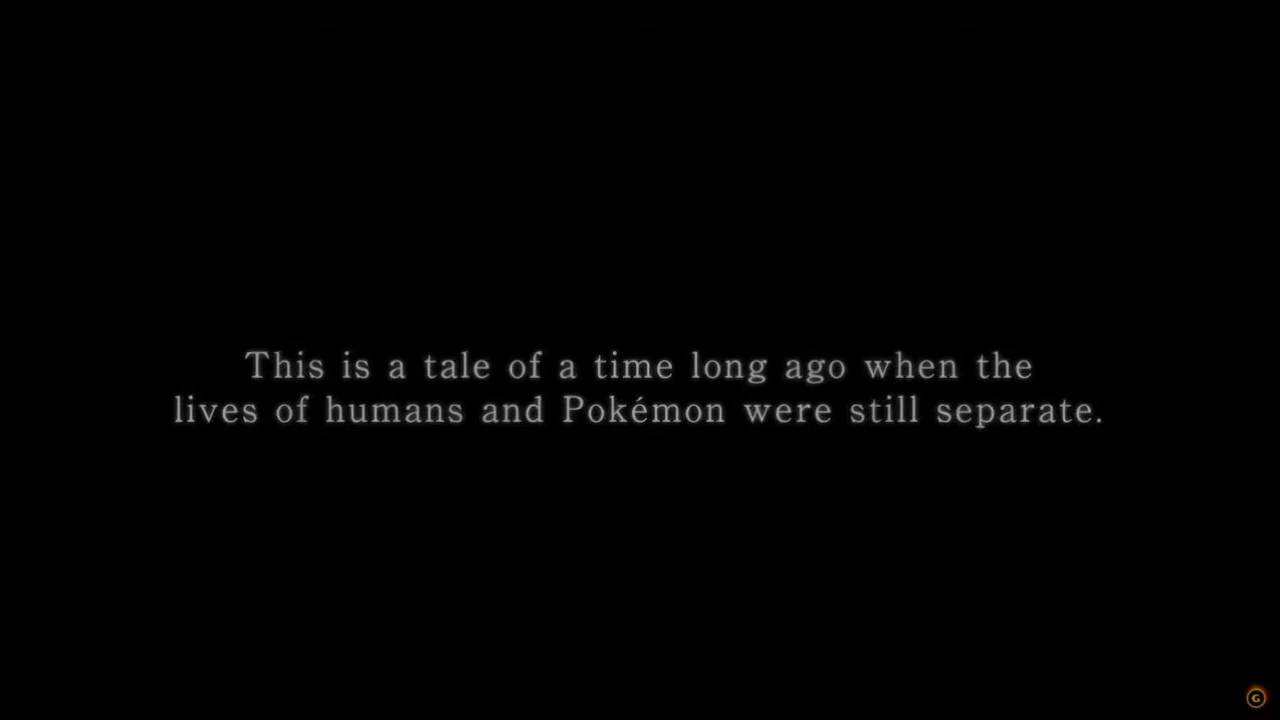 This is a tale of a time long ago when the
lives of humans and Pokémon were still separate.
G